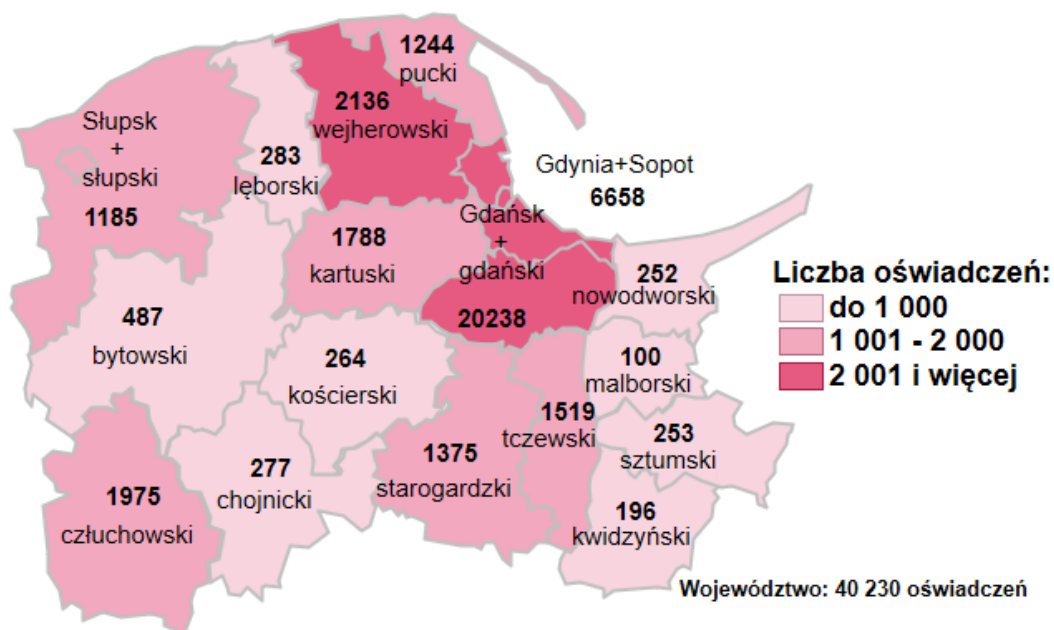 1244
pucki
2136
wejherowski
Słupsk
+
słupski
1185
283
lęborski
Gdynia+Sopot
6658
Gdańsk
+
gdański
20238
1788
kartuski
252
nowodworski
487
bytowski
264
kościerski
100
malborski
1519
tczewski
253
sztumski
1375
starogardzki
277
chojnicki
1975
człuchowski
196
kwidzyński
Liczba oświadczeń:
do 1 000
1 001 - 2 000
2 001 i więcej
Województwo: 40 230 oświadczeń